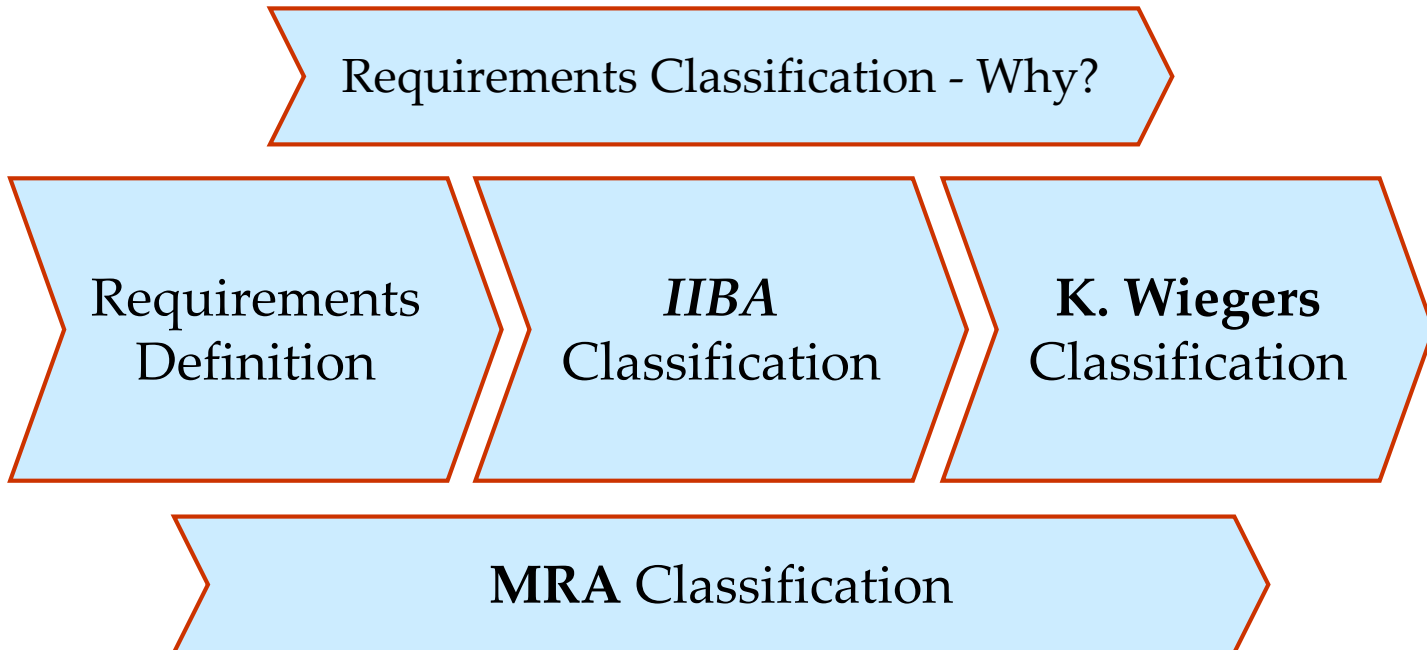 Requirements Classification - Why?
Requirements
Definition
IIBA
Classification
K. Wiegers
Classification
MRA Classification